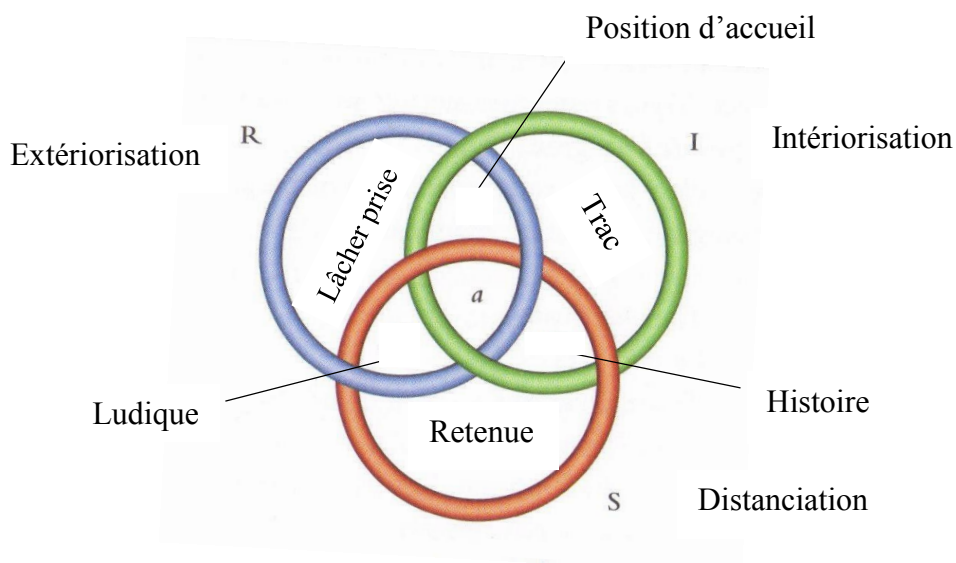 Position d’accueil
R
I
Extériorisation
Intériorisation
Lâcher prise
Trac
a
Ludique
Histoire
Retenue
S
Distanciation